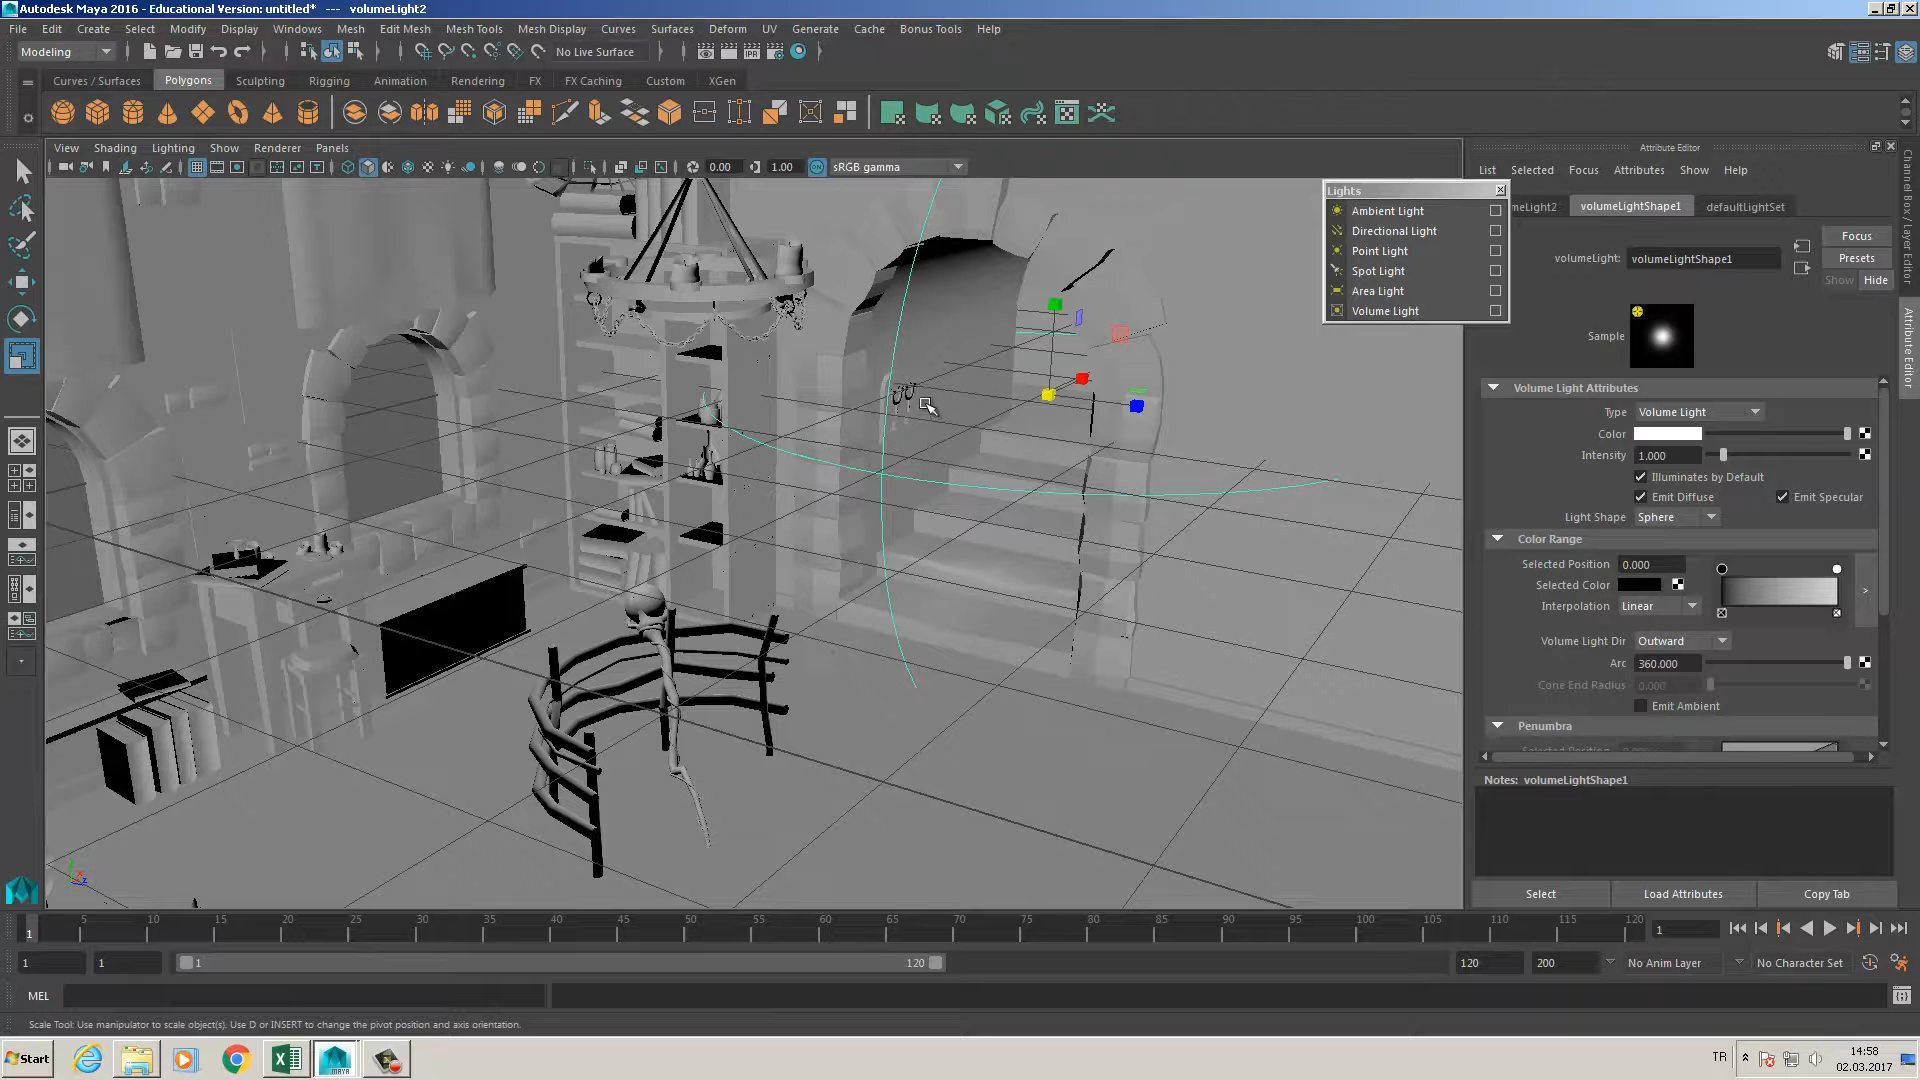 Autodesk Maya 2016 - Educational Version: untitled*   ---   volumeLight2
File Edit Create Select Modify Display Windows Mesh Edit Mesh Mesh Tools Mesh Display Curves Surfaces Deform UV Generate Cache Bonus Tools Help
Modeling No Live Surface
Curves / Surfaces Polygons Sculpting Rigging Animation Rendering FX FX Caching Custom XGen
View Shading Lighting Show Renderer Panels
0.00 1.00 ON sRGB gamma
Attribute Editor
List Selected Focus Attributes Show Help
meLight2 volumeLightShape1 defaultLightSet
Lights
Ambient Light
Directional Light
Point Light
Spot Light
Area Light
Volume Light
Focus
volumeLight: volumeLightShape1 Presets
Show Hide
Sample
Volume Light Attributes
Type Volume Light
Color
Intensity 1.000
Illuminates by Default
Emit Diffuse Emit Specular
Light Shape Sphere
Color Range
Selected Position 0.000
Selected Color
Interpolation Linear
>
Volume Light Dir Outward
Arc 360.000
Cone End Radius 0.000
Emit Ambient
Penumbra
Notes: volumeLightShape1
Select Load Attributes Copy Tab
Channel Box / Layer Editor
Attribute Editor
1 5 10 15 20 25 30 35 40 45 50 55 60 65 70 75 80 85 90 95 100 105 110 115 120 1
1 1 1 120 120 200 No Anim Layer No Character Set
MEL
Scale Tool: Use manipulator to scale object(s). Use D or INSERT to change the pivot position and axis orientation.
Start MAYA TR 14:58
02.03.2017